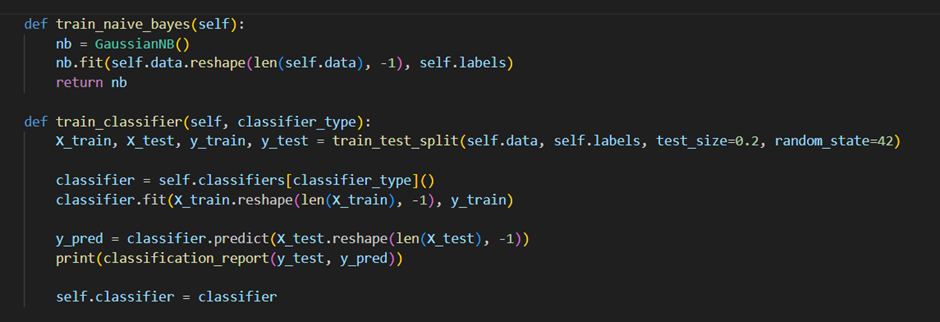 def train_naive_bayes(self):
nb = GaussianNB()
nb.fit(self.data.reshape(len(self.data), -1), self.labels)
return nb
def train_classifier(self, classifier_type):
X_train, X_test, y_train, y_test = train_test_split(self.data, self.labels, test_size=0.2, random_state=42)
classifier = self.classifiers[classifier_type]()
classifier.fit(X_train.reshape(len(X_train), -1), y_train)
y_pred = classifier.predict(X_test.reshape(len(X_test), -1))
print(classification_report(y_test, y_pred))
self.classifier = classifier